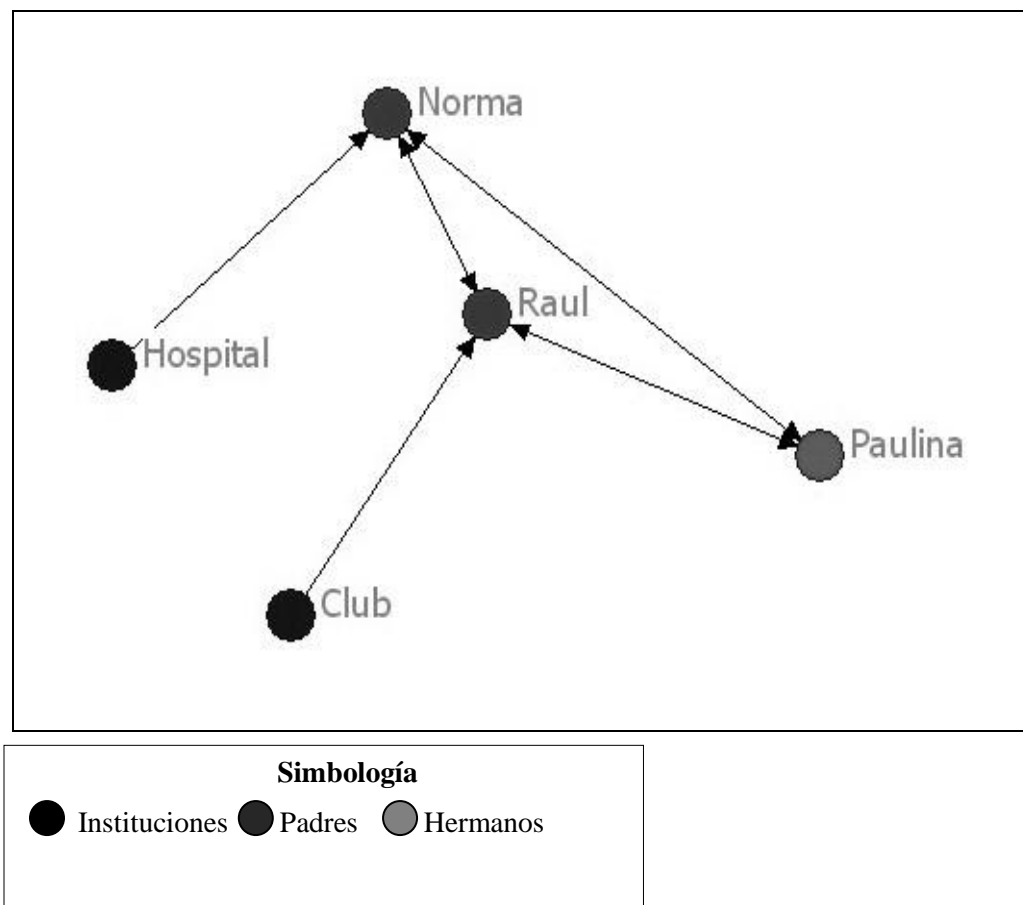 Norma
Raul
Hospital
Paulina
Club
Simbología
Instituciones Padres Hermanos